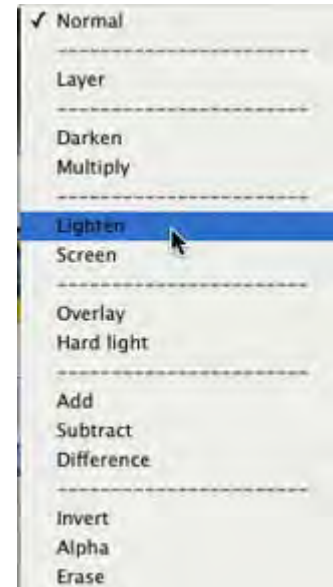 ✓ Normal
--------------------
Layer
--------------------
Darken
Multiply
--------------------
Lighten
Screen
--------------------
Overlay
Hard light
--------------------
Add
Subtract
Difference
--------------------
Invert
Alpha
Erase